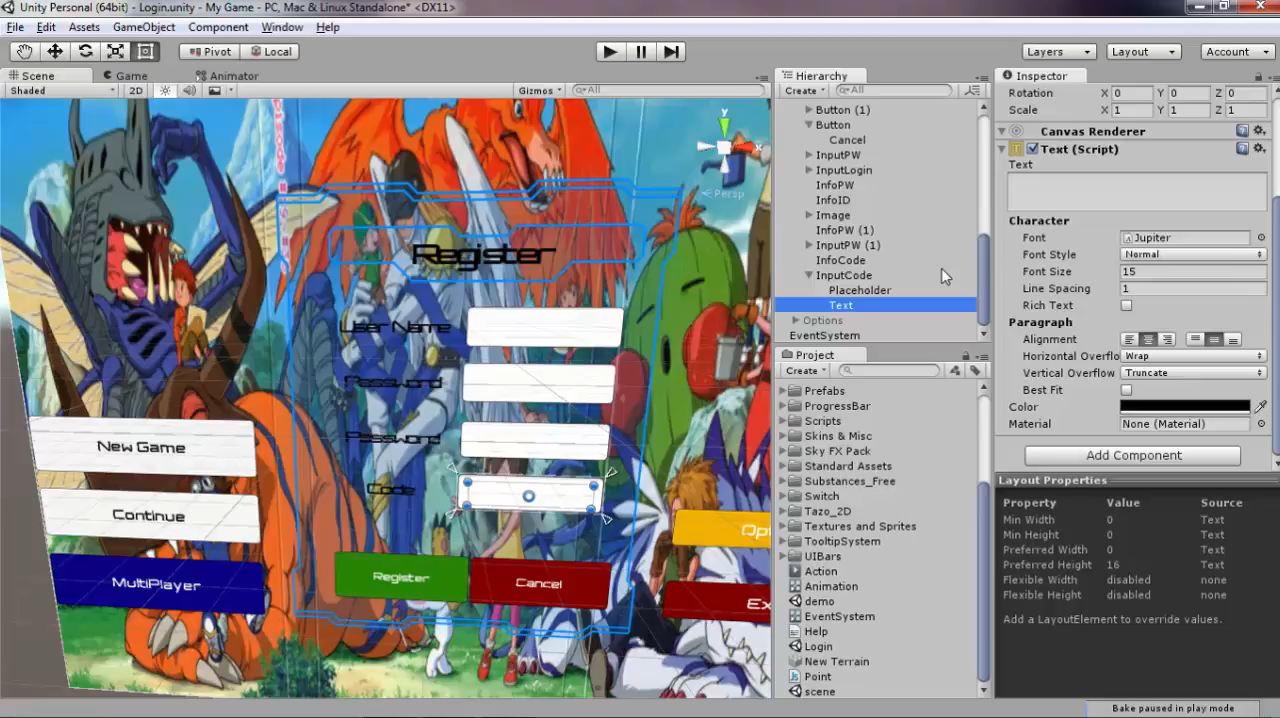 Unity Personal (64bit) - Login.unity - My Game - PC, Mac & Linux Standalone* <DX11>
File Edit Assets GameObject Component Window Help
Pivot Local Layers Layout Account
Scene Game Animator
Shaded 2D Gizmos All
y
x
Persp
Register
User Name
Password
Password
Code
Register Cancel
New Game
Continue
MultiPlayer
Hierarchy
Create All
Button (1)
Button
Cancel
InputPW
InputLogin
InfoPW
InfoID
Image
InfoPW (1)
InputPW (1)
InfoCode
InputCode
Placeholder
Text
Options
EventSystem
Project
Create
Prefabs
ProgressBar
Scripts
Skins & Misc
Sky FX Pack
Standard Assets
Substances_Free
Switch
Tazo_2D
Textures and Sprites
TooltipSystem
UIBars
Action
Animation
demo
EventSystem
Help
Login
New Terrain
Point
scene
Inspector
Rotation X 0 Y 0 Z 0
Scale X 1 Y 1 Z 1
Canvas Renderer
Text (Script)
Text
Character
Font Jupiter
Font Style Normal
Font Size 15
Line Spacing 1
Rich Text
Paragraph
Alignment
Horizontal Overflo Wrap
Vertical Overflow Truncate
Best Fit
Color
Material None (Material)
Add Component
Layout Properties
Property Value Source
Min Width 0 Text
Min Height 0 Text
Preferred Width 0 Text
Preferred Height 16 Text
Flexible Width disabled none
Flexible Height disabled none
Add a LayoutElement to override values.
Bake paused in play mode